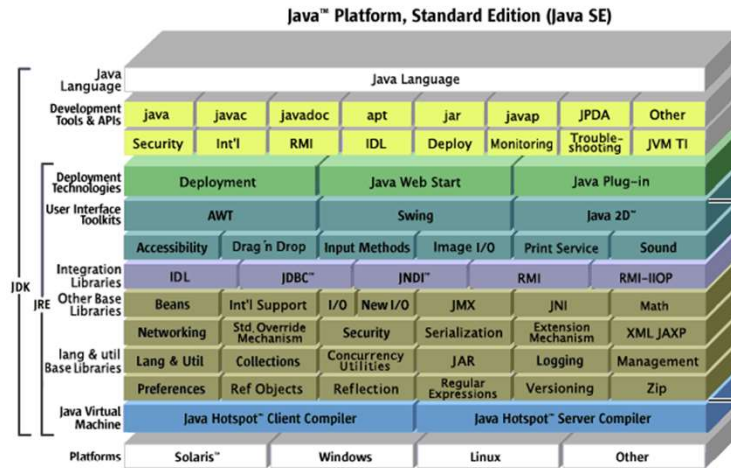 Java™ Platform, Standard Edition (Java SE)
JDK
JRE
Java Language
Java Language
Development Tools & APIs
java javac javadoc apt jar javap JPDA Other
Security Int'l RMI IDL Deploy Monitoring Trouble-shooting JVM TI
Deployment Technologies
Deployment Java Web Start Java Plug-in
User Interface Toolkits
AWT Swing Java 2D™
Accessibility Drag 'n Drop Input Methods Image I/O Print Service Sound
Integration Libraries
IDL JDBC™ JNDI™ RMI RMI-IIOP
Other Base Libraries
Beans Int'l Support I/O New I/O JMX JNI Math
Networking Std. Override Mechanism Security Serialization Extension Mechanism XML JAXP
lang & util Base Libraries
Lang & Util Collections Concurrency Utilities JAR Logging Management
Preferences Ref Objects Reflection Regular Expressions Versioning Zip
Java Virtual Machine
Java Hotspot™ Client Compiler Java Hotspot™ Server Compiler
Platforms
Solaris™ Windows Linux Other